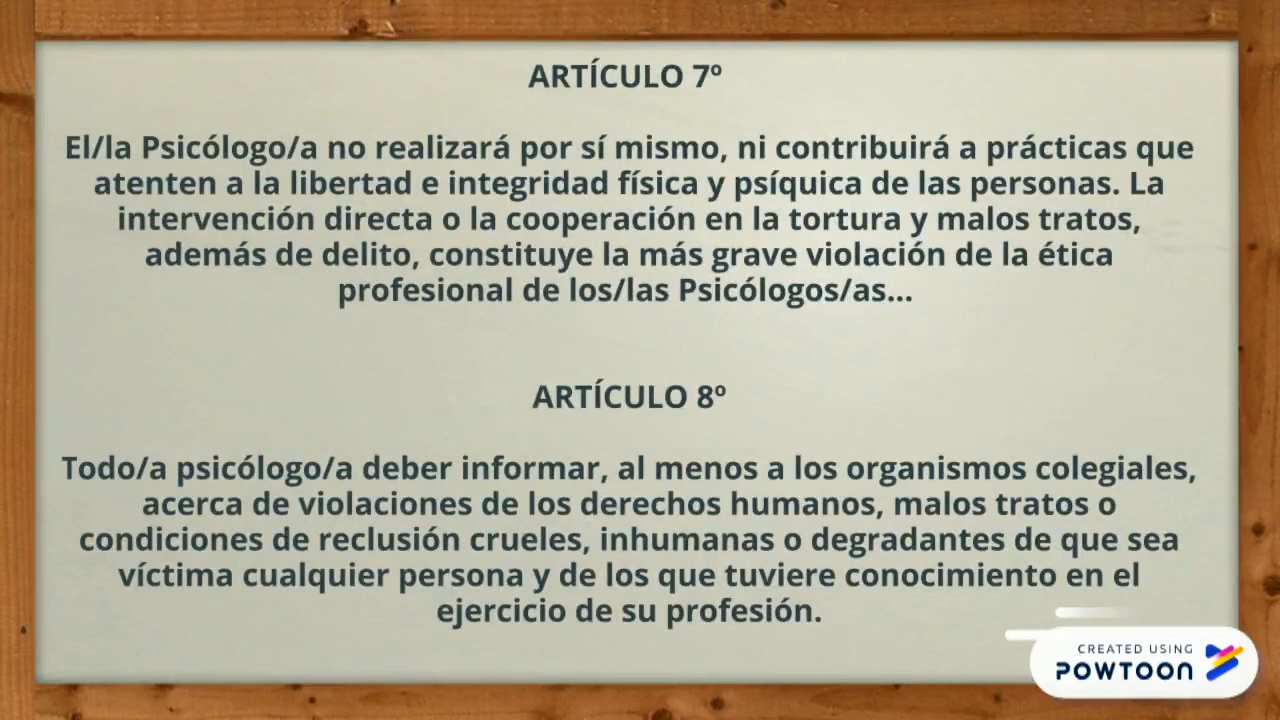 ARTÍCULO 7º
El/la Psicólogo/a no realizará por sí mismo, ni contribuirá a prácticas que
atenten a la libertad e integridad física y psíquica de las personas. La
intervención directa o la cooperación en la tortura y malos tratos,
además de delito, constituye la más grave violación de la ética
profesional de los/las Psicólogos/as...
ARTÍCULO 8º
Todo/a psicólogo/a deber informar, al menos a los organismos colegiales,
acerca de violaciones de los derechos humanos, malos tratos o
condiciones de reclusión crueles, inhumanas o degradantes de que sea
víctima cualquier persona y de los que tuviere conocimiento en el
ejercicio de su profesión.
CREATED USING
POWTOON